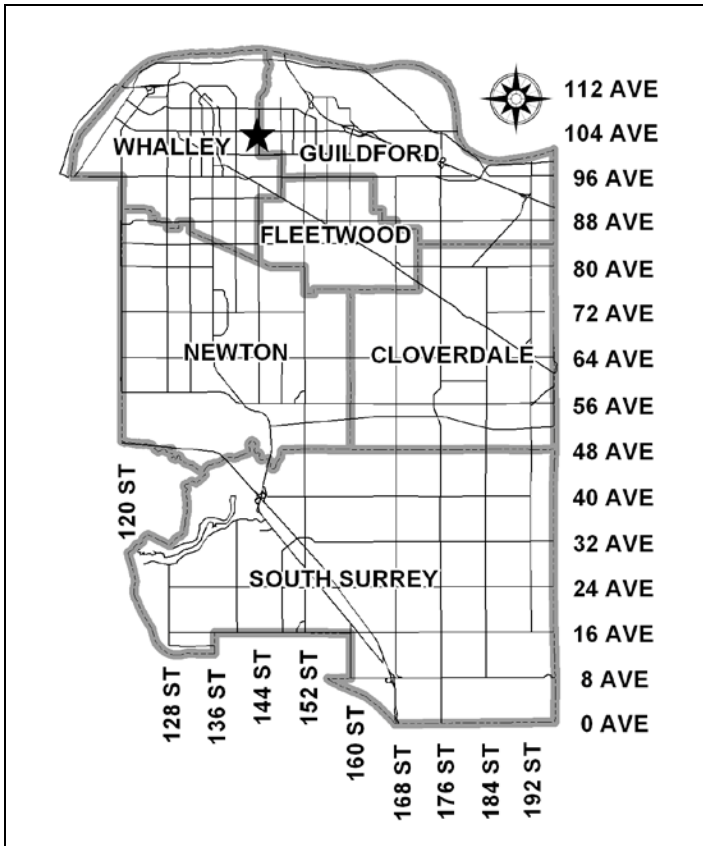 112 AVE
104 AVE
WHALLEY
GUILDFORD
96 AVE
88 AVE
FLEETWOOD
80 AVE
72 AVE
NEWTON
CLOVERDALE
64 AVE
56 AVE
48 AVE
120 ST
40 AVE
32 AVE
SOUTH SURREY
24 AVE
16 AVE
128 ST
136 ST
144 ST
152 ST
160 ST
8 AVE
0 AVE
168 ST
176 ST
184 ST
192 ST